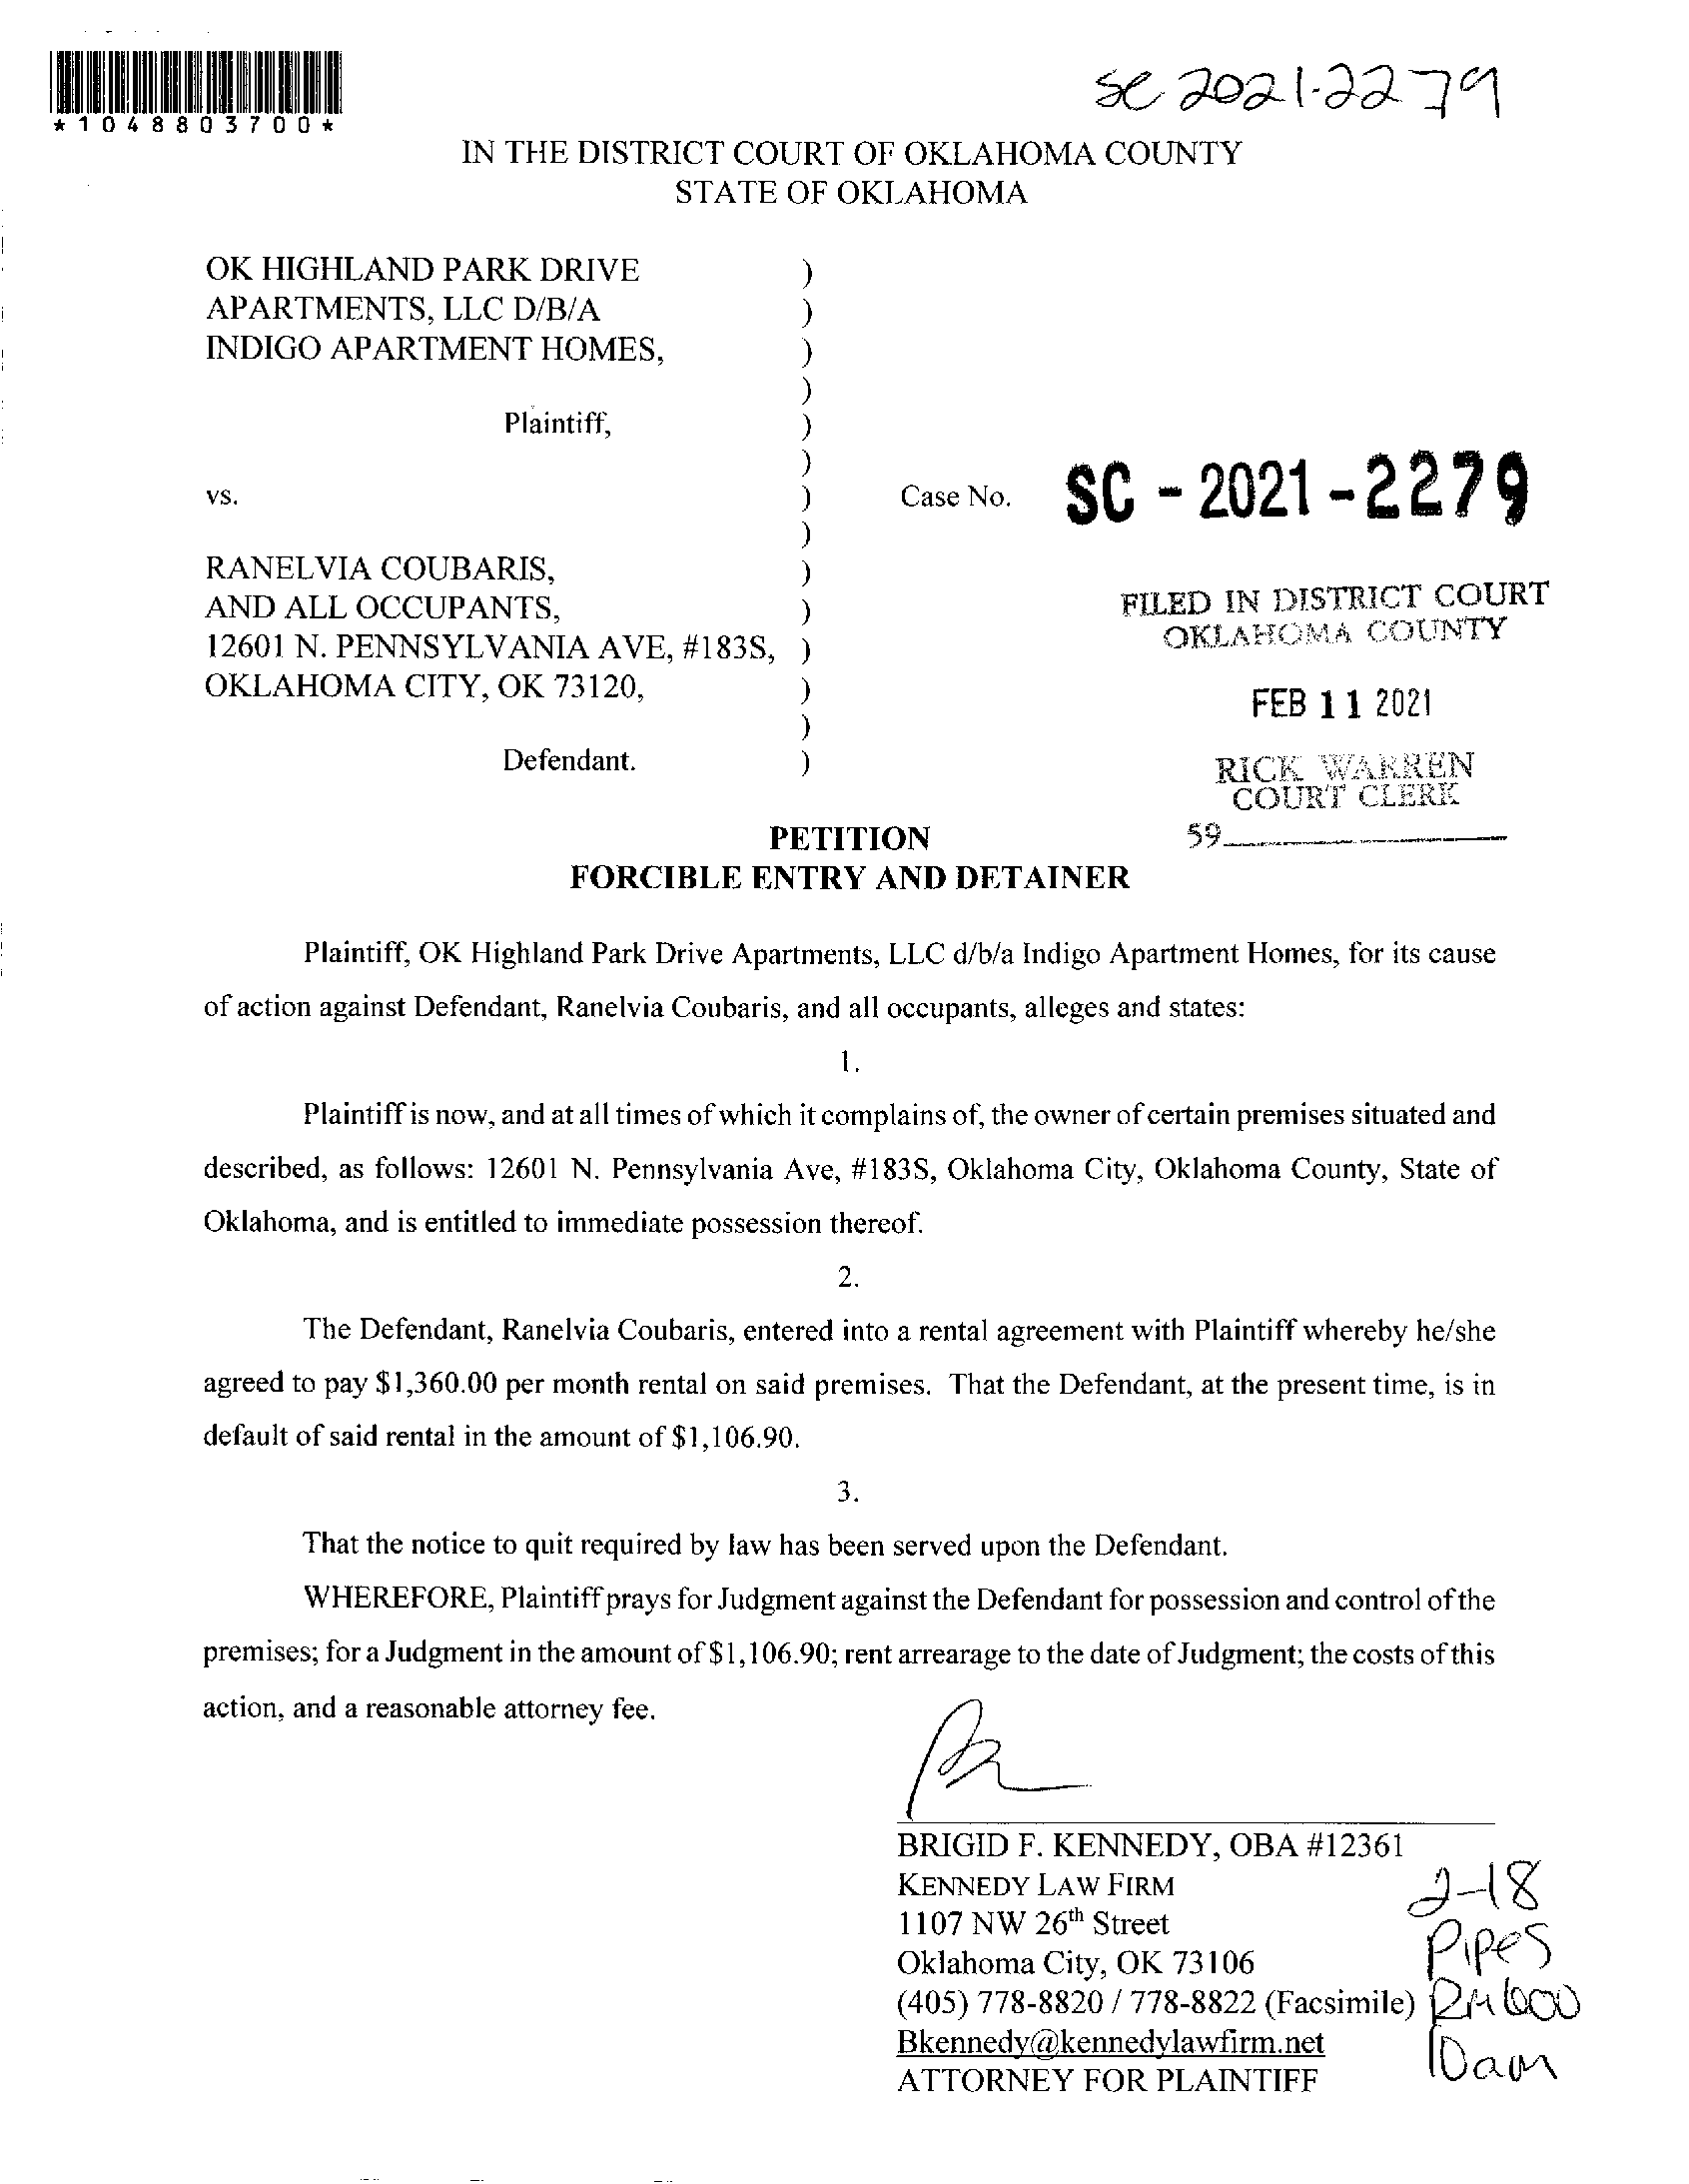 *1048803700*
SC 2021-2279
IN THE DISTRICT COURT OF OKLAHOMA COUNTY
STATE OF OKLAHOMA
OK HIGHLAND PARK DRIVE )
APARTMENTS, LLC D/B/A )
INDIGO APARTMENT HOMES, )
)
Plaintiff, )
)
vs. ) Case No. SC - 2021 - 2279
)
RANELVIA COUBARIS, )
AND ALL OCCUPANTS, )
12601 N. PENNSYLVANIA AVE, #183S, )
OKLAHOMA CITY, OK 73120, )
)
Defendant. )
FILED IN DISTRICT COURT
OKLAHOMA COUNTY
FEB 11 2021
RICK WARREN
COURT CLERK
59
PETITION
FORCIBLE ENTRY AND DETAINER
Plaintiff, OK Highland Park Drive Apartments, LLC d/b/a Indigo Apartment Homes, for its cause
of action against Defendant, Ranelvia Coubaris, and all occupants, alleges and states:
1.
Plaintiff is now, and at all times of which it complains of, the owner of certain premises situated and
described, as follows: 12601 N. Pennsylvania Ave, #183S, Oklahoma City, Oklahoma County, State of
Oklahoma, and is entitled to immediate possession thereof.
2.
The Defendant, Ranelvia Coubaris, entered into a rental agreement with Plaintiff whereby he/she
agreed to pay $1,360.00 per month rental on said premises. That the Defendant, at the present time, is in
default of said rental in the amount of $1,106.90.
3.
That the notice to quit required by law has been served upon the Defendant.
WHEREFORE, Plaintiff prays for Judgment against the Defendant for possession and control of the
premises; for a Judgment in the amount of $1,106.90; rent arrearage to the date of Judgment; the costs of this
action, and a reasonable attorney fee.
BRIGID F. KENNEDY, OBA #12361
KENNEDY LAW FIRM
1107 NW 26th Street
Oklahoma City, OK 73106
(405) 778-8820 / 778-8822 (Facsimile)
Bkennedy@kennedylawfirm.net
ATTORNEY FOR PLAINTIFF
2-18
Pipes
RM 600
10am